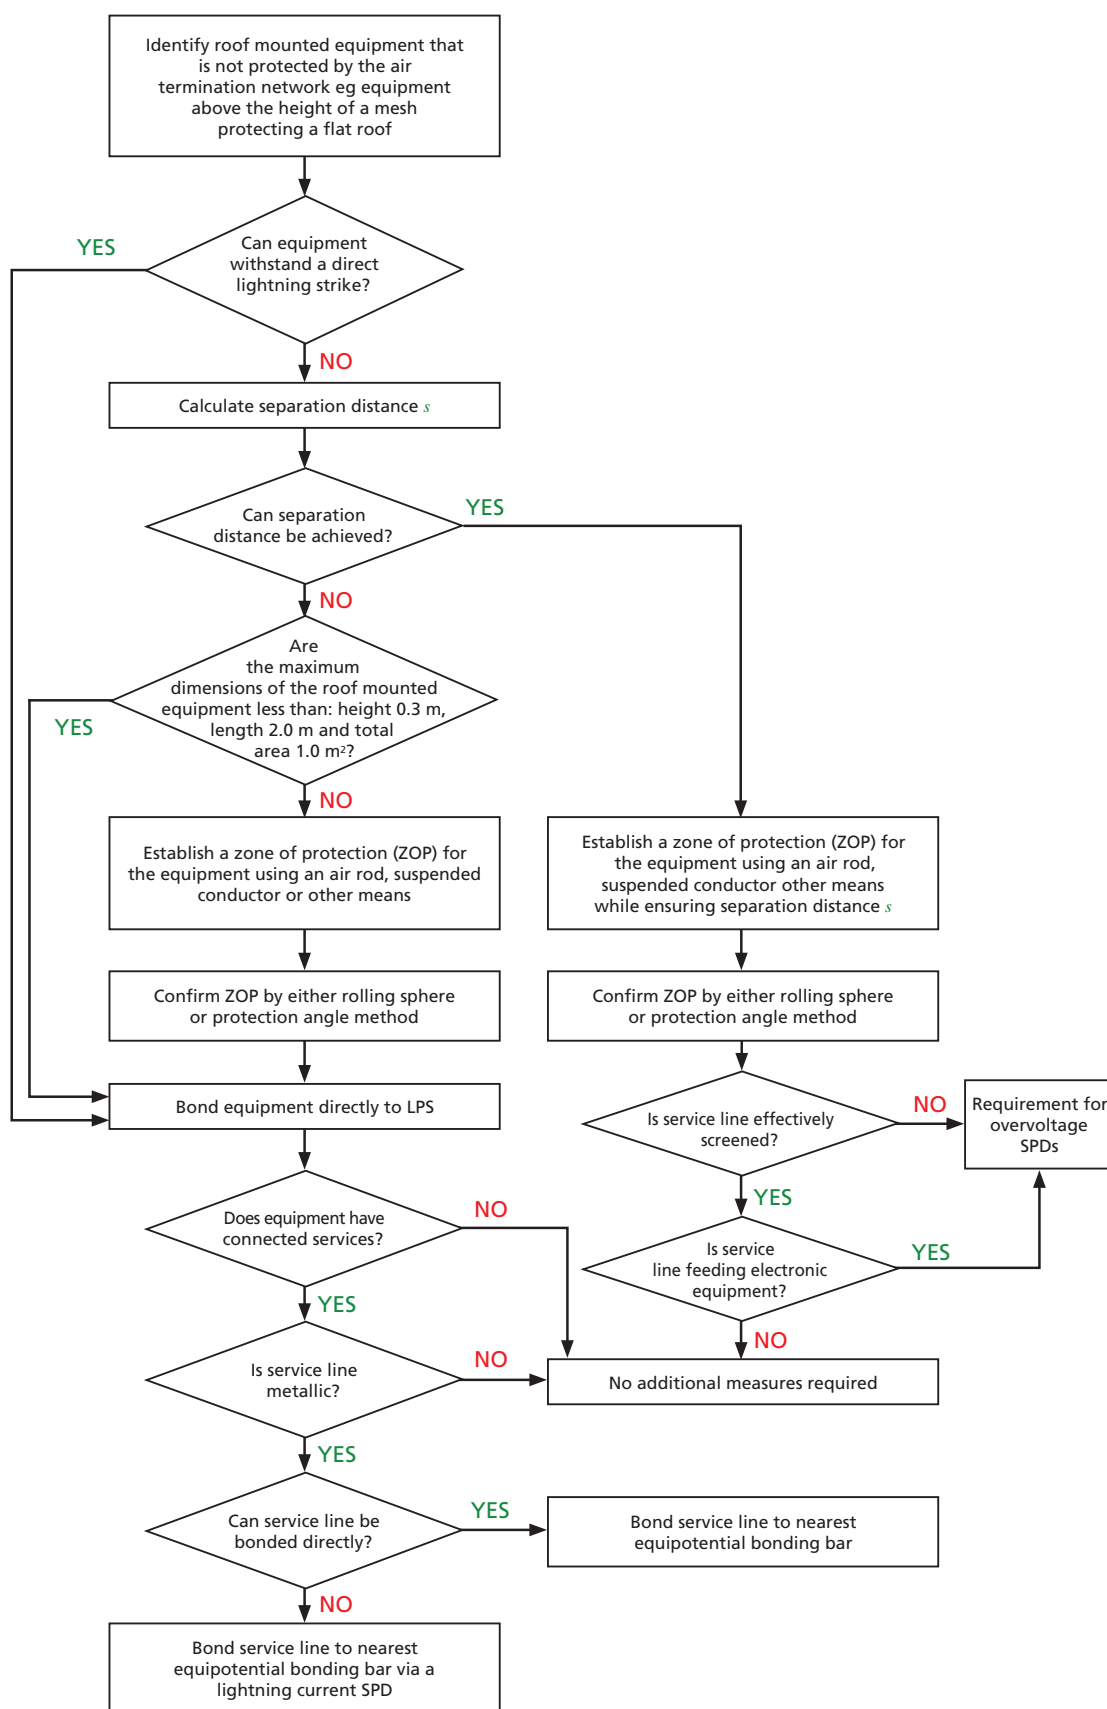 Identify roof mounted equipment that
is not protected by the air
termination network eg equipment
above the height of a mesh
protecting a flat roof
YES
Can equipment
withstand a direct
lightning strike?
NO
Calculate separation distance s
Can separation
distance be achieved?
YES
NO
Are
the maximum
dimensions of the roof mounted
equipment less than: height 0.3 m,
length 2.0 m and total
area 1.0 m²?
YES
NO
Establish a zone of protection (ZOP) for
the equipment using an air rod, suspended
conductor or other means
Establish a zone of protection (ZOP) for
the equipment using an air rod,
suspended conductor other means
while ensuring separation distance s
Confirm ZOP by either rolling sphere
or protection angle method
Confirm ZOP by either rolling sphere
or protection angle method
Bond equipment directly to LPS
Is service line effectively
screened?
NO
Requirement for
overvoltage
SPDs
YES
Does equipment have
connected services?
NO
Is service
line feeding electronic
equipment?
YES
YES
NO
Is service line
metallic?
NO
No additional measures required
YES
Can service line be
bonded directly?
YES
Bond service line to nearest
equipotential bonding bar
NO
Bond service line to nearest
equipotential bonding bar via a
lightning current SPD